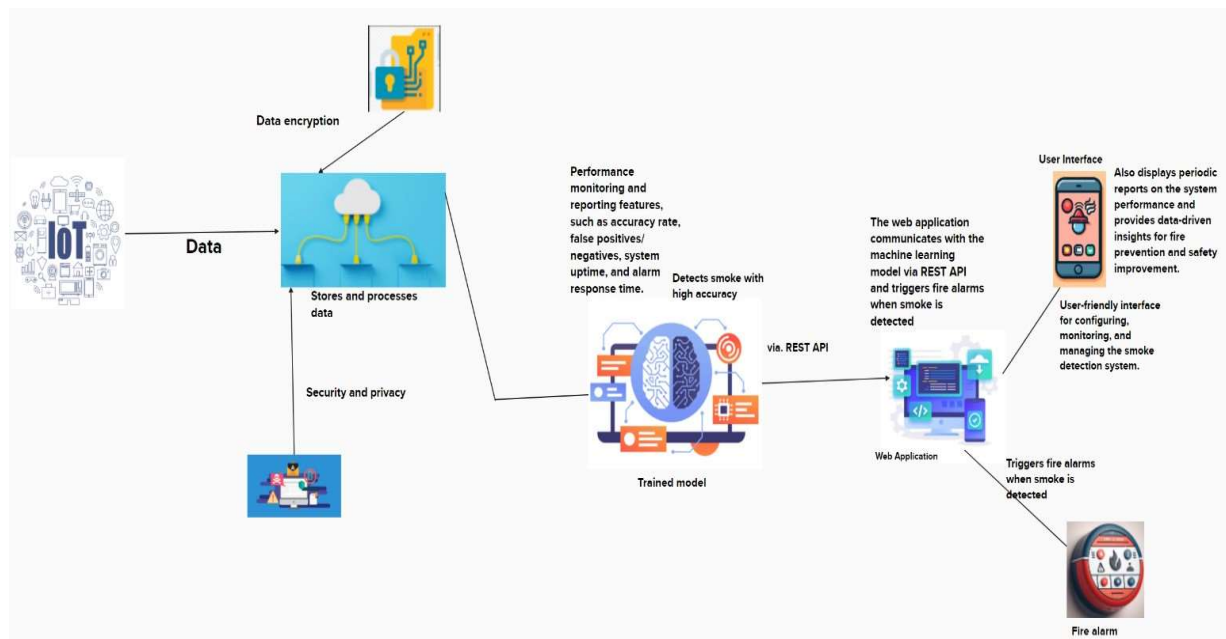 Data encryption
IoT
Data
Stores and processes
data
Security and privacy
Performance
monitoring and
reporting features,
such as accuracy rate,
false positives/
negatives, system
uptime, and alarm
response time.
Detects smoke with
high accuracy
Trained model
via. REST API
The web application
communicates with the
machine learning
model via REST API
and triggers fire alarms
when smoke is
detected
Web Application
User Interface
Also displays periodic
reports on the system
performance and
provides data-driven
insights for fire
prevention and safety
improvement.
User-friendly interface
for configuring,
monitoring, and
managing the smoke
detection system.
Triggers fire alarms
when smoke is
detected
Fire alarm